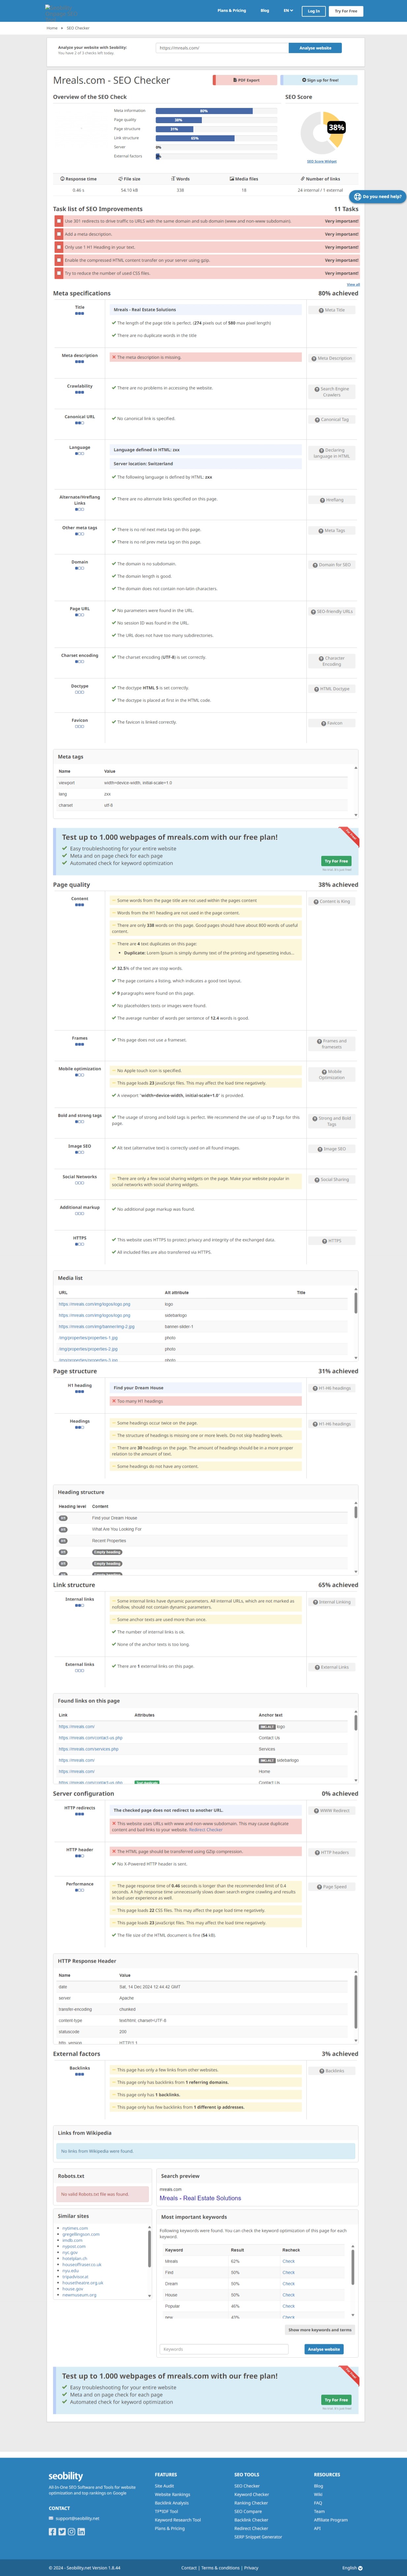 Plans & Pricing Blog EN Log In Try For Free
Home SEO Checker
Analyse your website with Seobility:
You have 2 of 3 checks left today.
https://mreals.com/ Analyse website
Mreals.com - SEO Checker
PDF Export Sign up for free!
Overview of the SEO Check
SEO Score
Meta information 80%
Page quality 38%
Page structure 31%
Link structure 65%
Server 0%
External factors
38%
SEO Score Widget
Response time File size Words Media files Number of links
0.46 s 54.10 kB 338 18 24 internal / 1 external
Do you need help?
Task list of SEO Improvements 11 Tasks
Use 301 redirects to drive traffic to URLS with the same domain and sub domain (www and non-www subdomains). Very important!
Add a meta description. Very important!
Only use 1 H1 Heading in your text. Very important!
Enable the compressed HTML content transfer on your server using gzip. Very important!
Try to reduce the number of used CSS files. Very important!
View all
Meta specifications 80% achieved
Title
Mreals - Real Estate Solutions
Meta Title
The length of the page title is perfect. (274 pixels out of 580 max pixel length)
There are no duplicate words in the title
Meta description
The meta description is missing.
Meta Description
Crawlability
There are no problems in accessing the website.
Search Engine Crawlers
Canonical URL
No canonical link is specified.
Canonical Tag
Language
Language defined in HTML: zxx
Declaring language in HTML
Server location: Switzerland
The following language is defined by HTML: zxx
Alternate/Hreflang Links
There are no alternate links specified on this page.
Hreflang
Other meta tags
There is no rel next meta tag on this page.
Meta Tags
There is no rel prev meta tag on this page.
Domain
The domain is no subdomain.
Domain for SEO
The domain length is good.
The domain does not contain non-latin characters.
Page URL
No parameters were found in the URL.
SEO friendly URLs
No session ID was found in the URL.
The URL does not have too many subdirectories.
Charset encoding
The charset encoding (UTF-8) is set correctly.
Character Encoding
Doctype
The doctype HTML 5 is set correctly.
HTML Doctype
The doctype is placed at first in the HTML code.
Favicon
The favicon is linked correctly.
Favicon
Meta tags
Name Value
viewport width=device-width, initial-scale=1.0
lang zxx
charset utf-8
Test up to 1.000 webpages of mreals.com with our free plan!
Easy troubleshooting for your entire website
Meta and on page check for each page
Automated check for keyword optimization
Try For Free
Page quality 38% achieved
Content
Some words from the page title are not used within the pages content
Content is King
Words from the H1 heading are not used in the page content.
There are only 338 words on this page. Good pages should have about 800 words of useful content.
There are 4 text duplicates on this page:
Duplicate: Lorem Ipsum is simply dummy text of the printing and typesetting indus...
32.5% of the text are stop words.
The page contains a listing, which indicates a good text layout.
9 paragraphs were found on this page.
No placeholders texts or images were found.
The average number of words per sentence of 12.4 words is good.
Frames
This page does not use a frameset.
Frames and Framesets
Mobile optimization
No Apple touch icon is specified.
Mobile Optimisation
This page loads 23 JavaScript files. This may affect the load time negatively.
A viewport "width=device-width, initial-scale=1.0" is provided.
Bold and strong tags
The usage of strong and bold tags is perfect. We recommend the use of up to 7 tags for this page.
Strong and Bold Tags
Image SEO
Alt text (alternative text) is correctly used on all found images.
Image SEO
Social Networks
There are only a few social sharing widgets on the page. Make your website popular in social networks with social sharing widgets.
Social Sharing
Additional markup
No additional page markup was found.
HTTPS
This website uses HTTPS to protect privacy and integrity of the exchanged data.
HTTPS
All included files are also transferred via HTTPS.
Media list
URL Alt attribute Title
https://mreals.com/img/logos/logo.png logo
https://mreals.com/img/logos/logo.png sidebarlogo
https://mreals.com/img/banner/img-2.jpg banner-slider-1
/img/properties/properties-1.jpg photo
/img/properties/properties-2.jpg photo
Page structure 31% achieved
H1 heading
Find your Dream House
H1-H6 headings
Too many H1 headings
Headings
Some headings occur twice on the page.
H1-H6 headings
The structure of headings is missing one or more levels. Do not skip heading levels.
There are 30 headings on the page. The amount of headings should be in a more proper relation to the amount of text.
Some headings do not have any content.
Heading structure
Heading level Content
H1 Find your Dream House
H1 What Are You Looking For
H1 Recent Properties
Empty heading
Empty heading
Link structure 65% achieved
Internal links
Some internal links have dynamic parameters. All internal URLs, which are not marked as nofollow, should not contain dynamic parameters.
Internal Linking
Some anchor texts are used more than once.
The number of internal links is ok.
None of the anchor texts is too long.
External links
There are 1 external links on this page.
External Links
Found links on this page
Link Attributes Anchor text
https://mreals.com/ IMG-ALT logo
https://mreals.com/contact-us.php Contact Us
https://mreals.com/services.php Services
https://mreals.com/ IMG-ALT sidebarlogo
https://mreals.com/ Home
https://mreals.com/contact-us.php Contact Us
Server configuration 0% achieved
HTTP redirects
The checked page does not redirect to another URL.
WWW Redirect
This website uses URLs with www and non-www subdomain. This may cause duplicate content and bad links to your website. Redirect Checker
HTTP header
The HTML page should be transferred using GZip compression.
HTTP headers
No X-Powered HTTP header is sent.
Performance
The page response time of 0.46 seconds is longer than the recommended limit of 0.4 seconds. A high response time unnecessarily slows down search engine crawling and results in bad user experience as well.
Page Speed
This page loads 22 CSS files. This may affect the page load time negatively.
This page loads 23 JavaScript files. This may affect the load time negatively.
The file size of the HTML document is fine (54 kB).
HTTP Response Header
Name Value
date Sat, 14 Dec 2024 12:44:42 GMT
server Apache
transfer-encoding chunked
content-type text/html; charset=UTF-8
statuscode 200
http_version HTTP/1.1
External factors 3% achieved
Backlinks
This page has only a few links from other websites.
Backlinks
This page only has backlinks from 1 referring domains.
This page only has 1 backlinks.
This page only has few backlinks from 1 different ip addresses.
Links from Wikipedia
No links from Wikipedia were found.
Robots.txt
No valid Robots.txt file was found.
Search preview
mreals.com
Mreals - Real Estate Solutions
Similar sites
nytimes.com
gregellingson.com
imdb.com
nypost.com
nyc.gov
hotelplan.ch
houseoffraser.co.uk
nyu.edu
tripadvisor.at
housetheatre.org.uk
house.gov
newmuseum.org
Most important keywords
Following keywords were found. You can check the keyword optimization of this page for each keyword.
Keyword Result Recheck
Mreals 62% Check
Find 50% Check
Dream 50% Check
House 50% Check
Popular 46% Check
Check
Show more keywords and terms
Keywords Analyse website
Test up to 1.000 webpages of mreals.com with our free plan!
Easy troubleshooting for your entire website
Meta and on page check for each page
Automated check for keyword optimization
Try For Free
seobility
All-In-One SEO Software and Tools for website optimisation and top rankings on Google
CONTACT
support@seobility.net
FEATURES
Site Audit
Website Rankings
Backlink Analysis
TF*IDF Tool
Keyword Research Tool
Plans & Pricing
SEO TOOLS
SEO Checker
Keyword Checker
Ranking Checker
SEO Compare
Backlink Checker
Redirect Checker
SERP Snippet Generator
RESOURCES
Blog
Wiki
FAQ
Team
Affiliate Program
API
© 2024 - Seobility.net Version 1.8.44 Contact | Terms & conditions | Privacy English